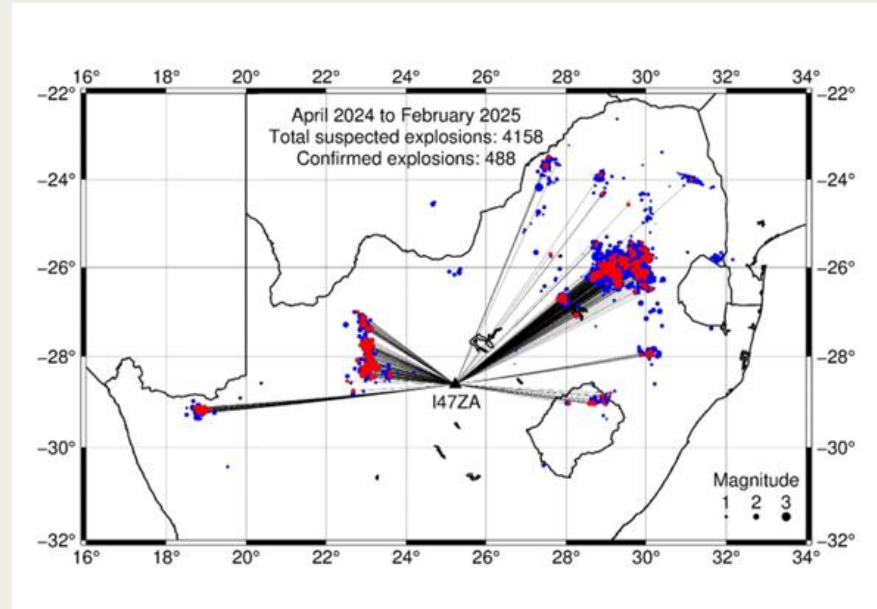 16° 18° 20° 22° 24° 26° 28° 30° 32° 34°
−22° −22°
April 2024 to February 2025
Total suspected explosions: 4158
Confirmed explosions: 488
−24° −24°
−26° −26°
−28° −28°
I47ZA
−30° −30°
Magnitude
1 2 3
−32° −32°
16° 18° 20° 22° 24° 26° 28° 30° 32° 34°